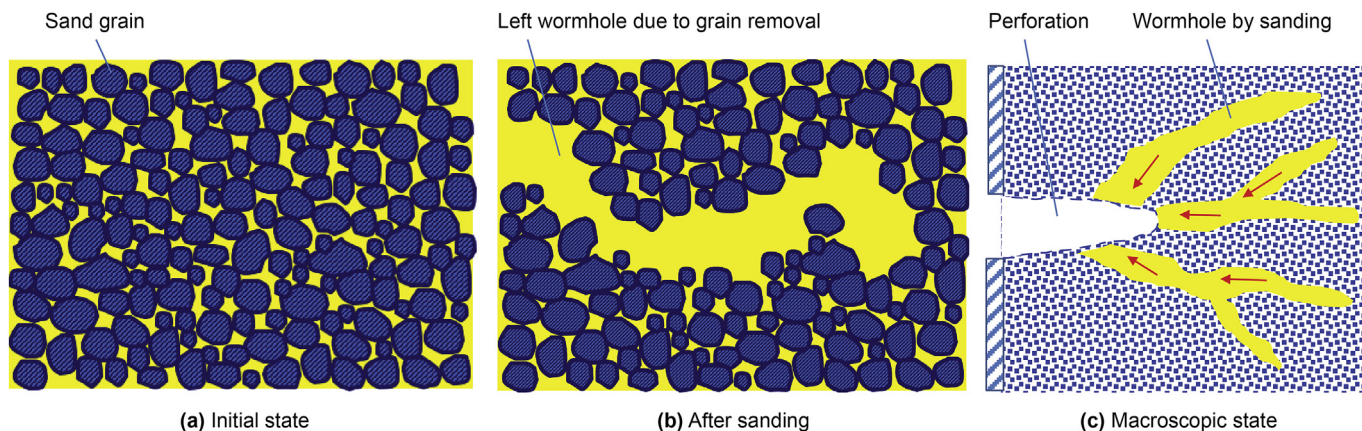 Sand grain
Left wormhole due to grain removal
Perforation
Wormhole by sanding
(a) Initial state
(b) After sanding
(c) Macroscopic state